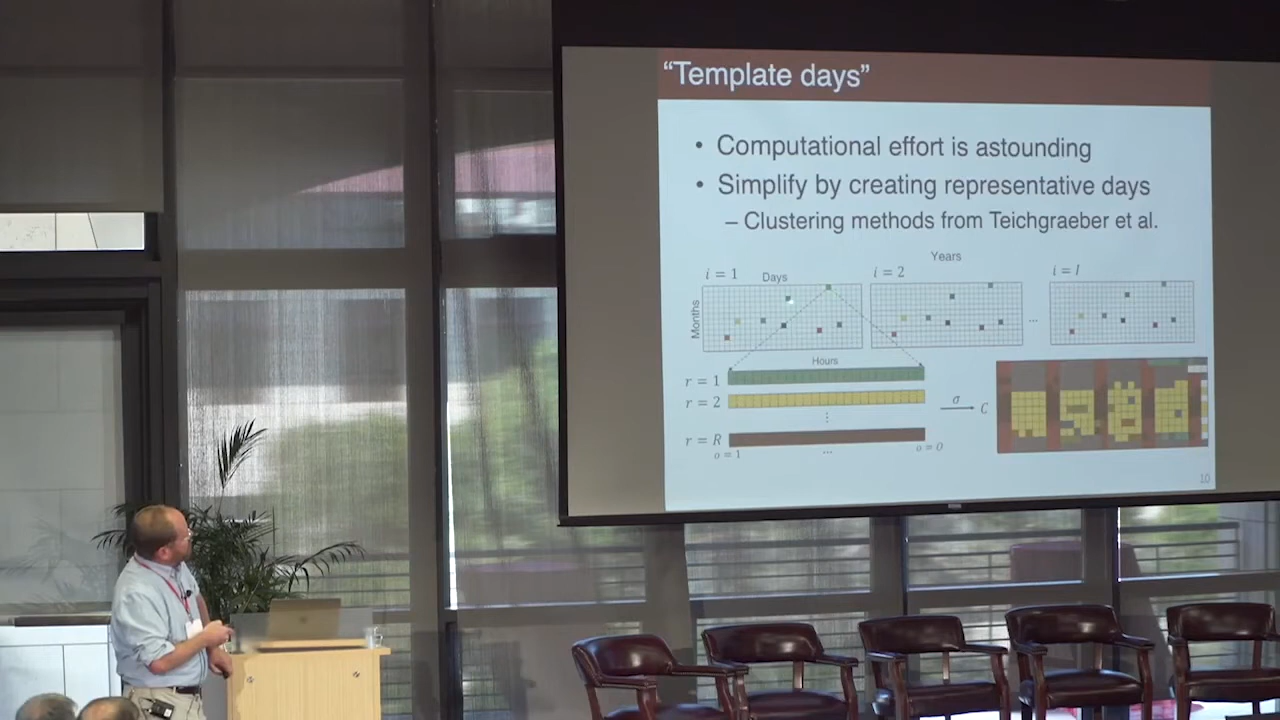 “Template days”
• Computational effort is astounding
• Simplify by creating representative days
– Clustering methods from Teichgraeber et al.
Years
i = 1
Days
i = 2
i = I
Months
...
Hours
r = 1
r = 2
⋮
r = R
o = 1
...
o = O
σ
C
10